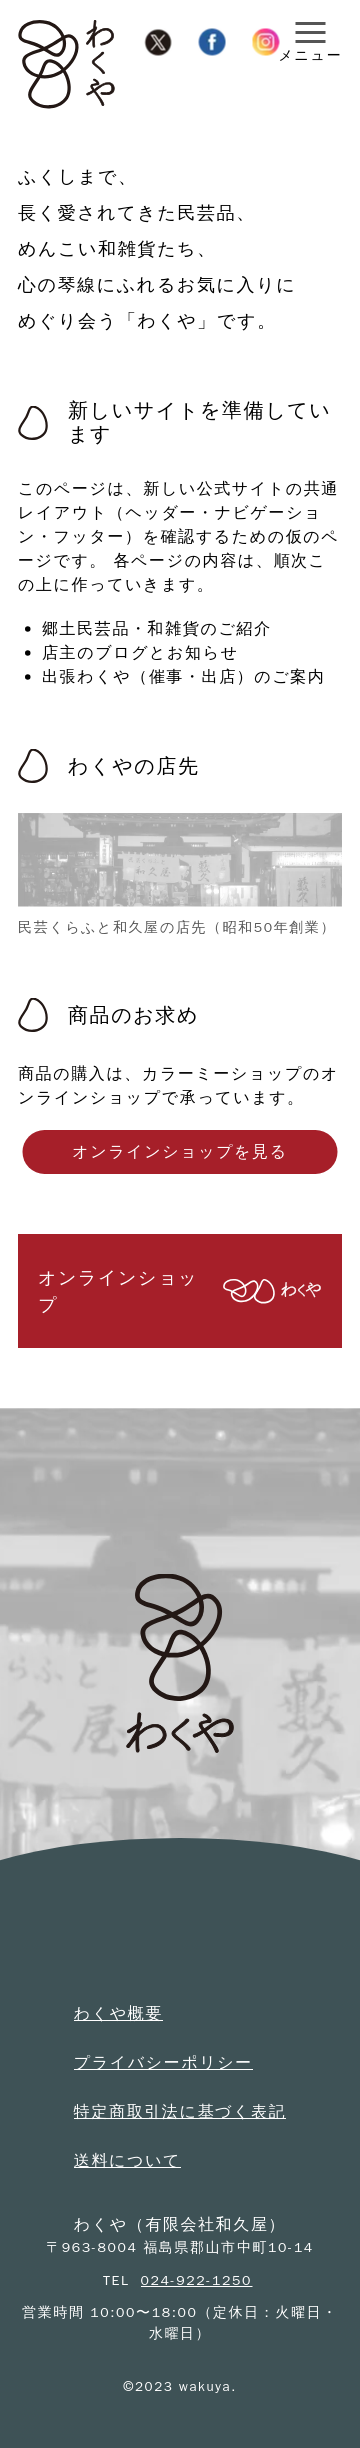 わくや
メニュー
ふくしまで、
長く愛されてきた民芸品、
めんこい和雑貨たち、
心の琴線にふれるお気に入りに
めぐり会う「わくや」です。
新しいサイトを準備してい
ます
このページは、新しい公式サイトの共通
レイアウト（ヘッダー・ナビゲーショ
ン・フッター）を確認するための仮のペ
ージです。 各ページの内容は、順次こ
の上に作っていきます。
• 郷土民芸品・和雑貨のご紹介
• 店主のブログとお知らせ
• 出張わくや（催事・出店）のご案内
わくやの店先
民芸くらふと和久屋の店先（昭和50年創業）
商品のお求め
商品の購入は、カラーミーショップのオ
ンラインショップで承っています。
オンラインショップを見る
オンラインショッ
プ
わくや
らふと
久屋
藪久
わくや
わくや概要
プライバシーポリシー
特定商取引法に基づく表記
送料について
わくや（有限会社和久屋）
〒963-8004 福島県郡山市中町10-14
TEL 024-922-1250
営業時間 10:00〜18:00（定休日：火曜日・
水曜日）
©2023 wakuya.